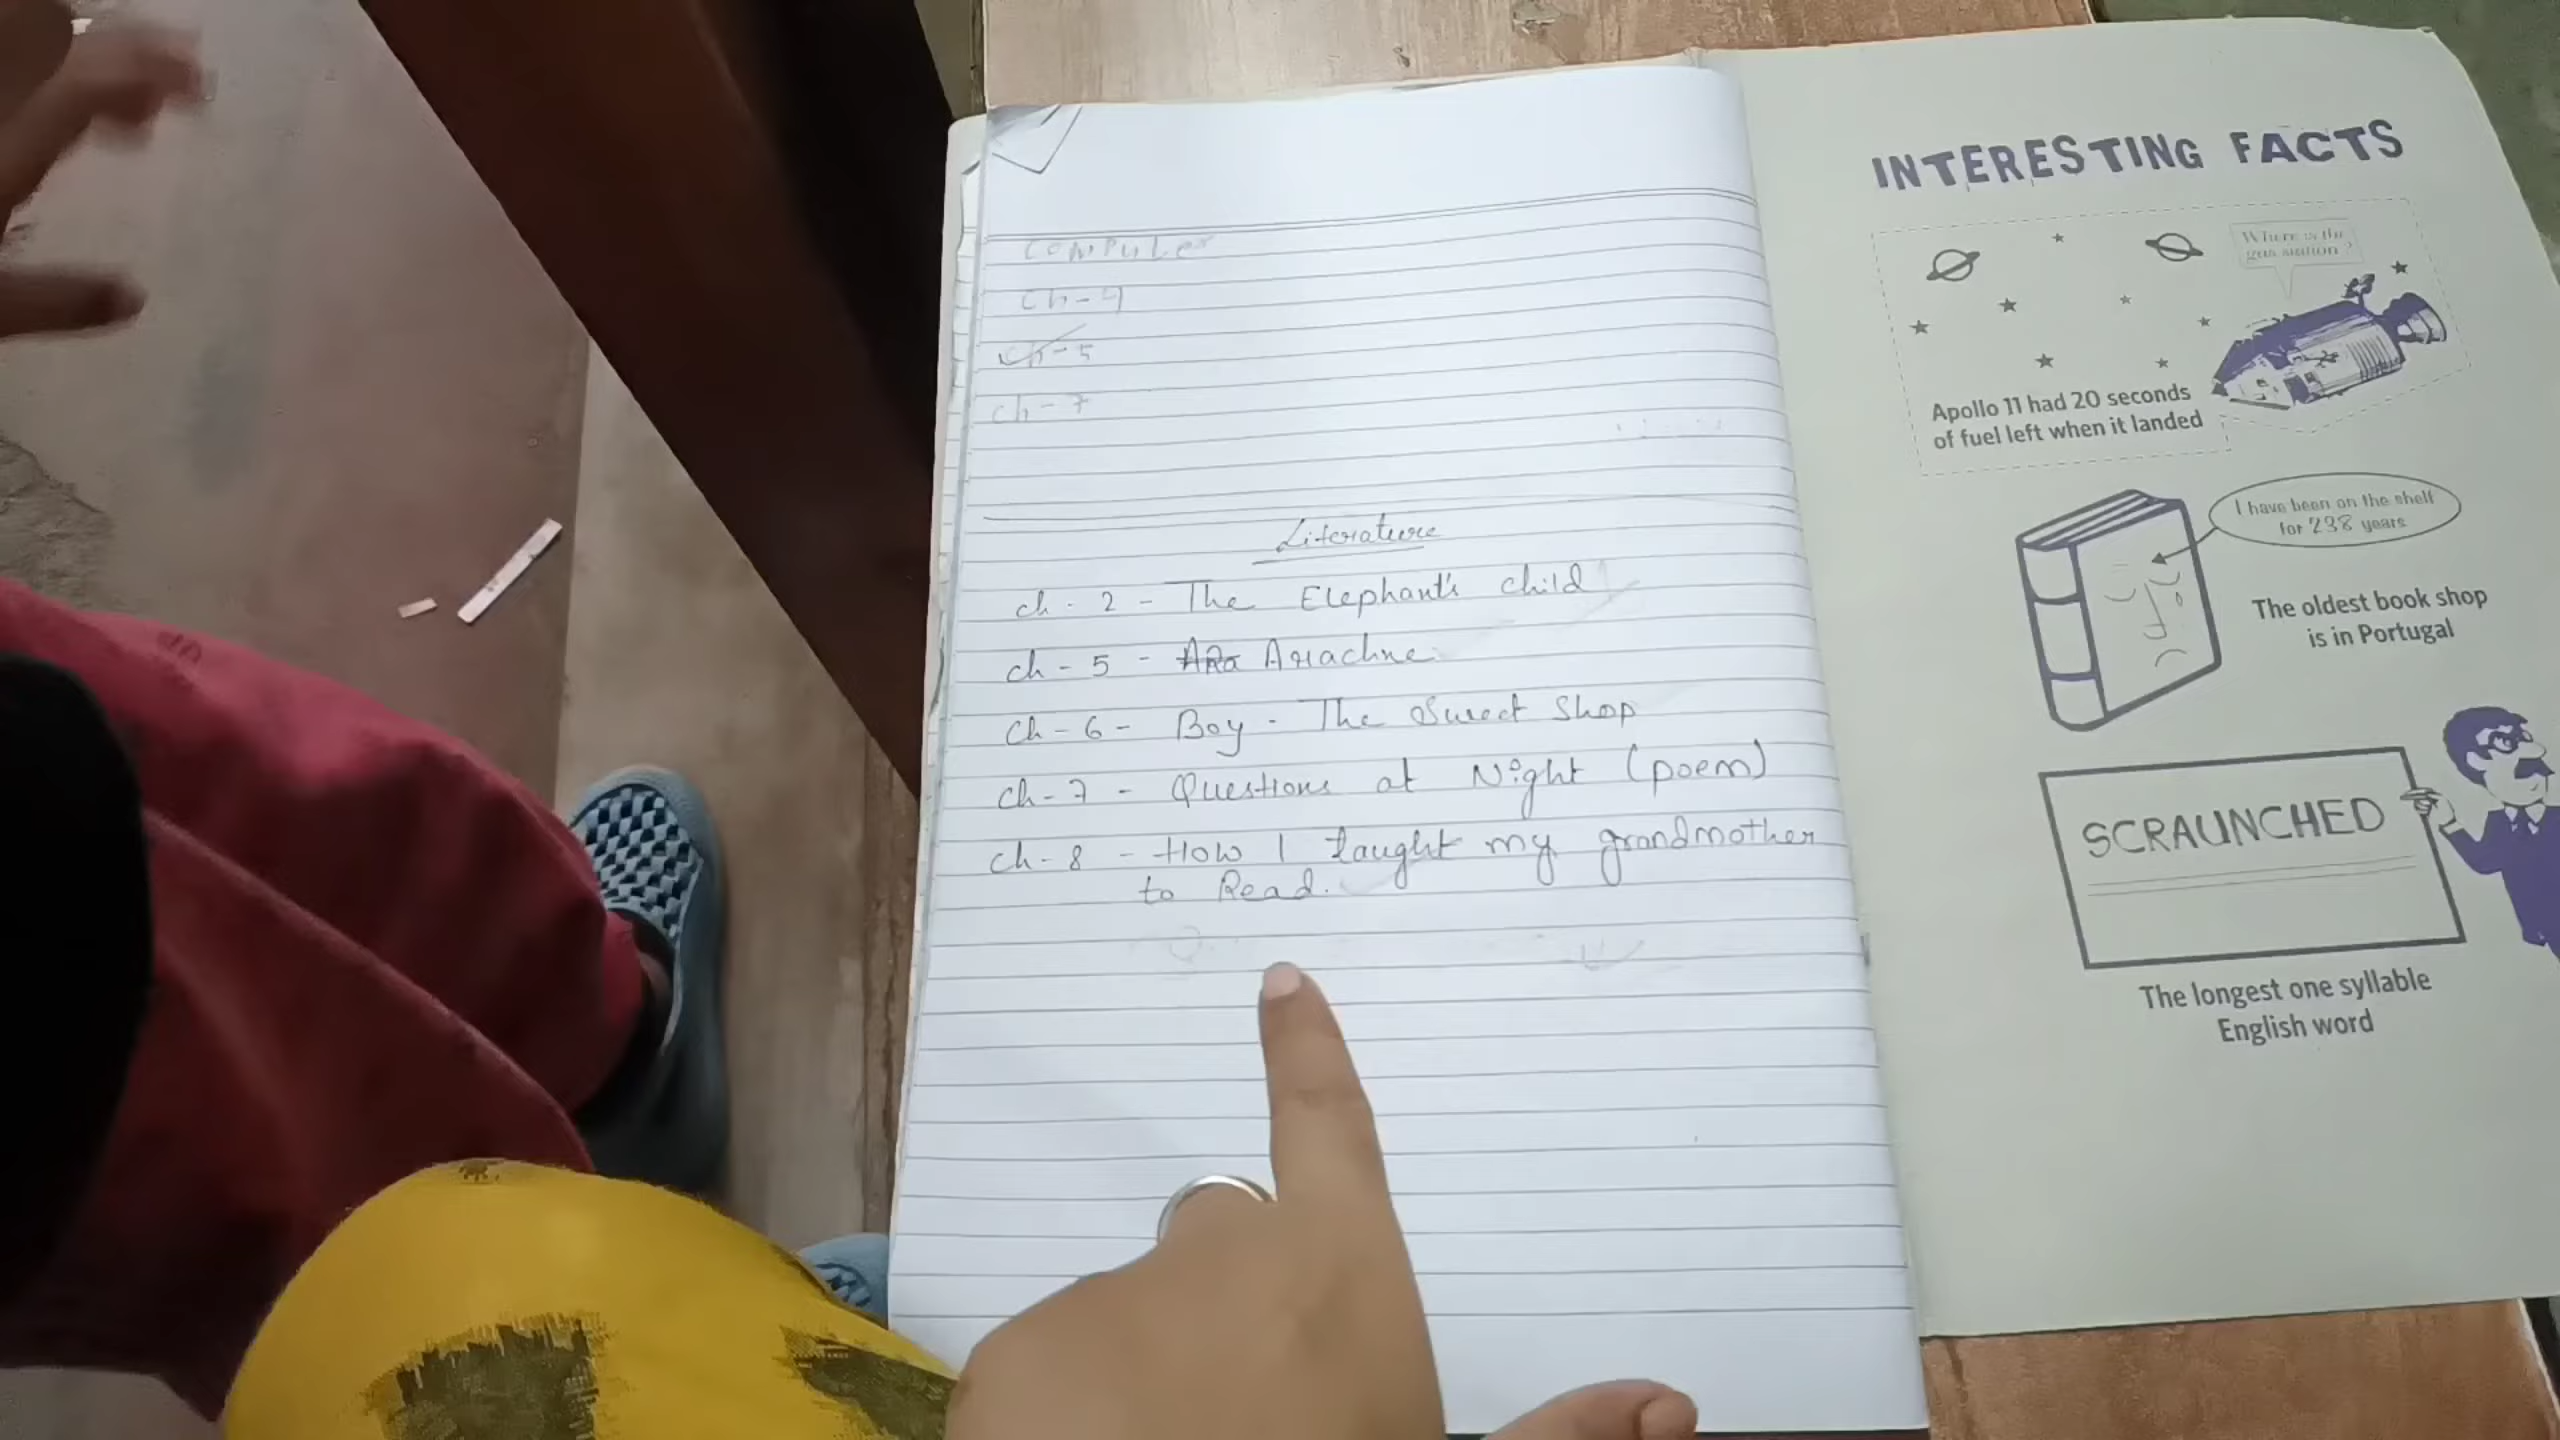 Computer
Ch-4
Ch-5
Ch-7
Literature
ch - 2 - The Elephant's child
ch - 5 - ARa Arachne
ch - 6 - Boy - The Sweet Shop
ch - 7 - Questions at Night (poem)
ch - 8 - How I taught my grandmother
to Read.
INTERESTING FACTS
Where is the
gas station?
Apollo 11 had 20 seconds
of fuel left when it landed
I have been on the shelf
for 238 years
The oldest book shop
is in Portugal
SCRAUNCHED
The longest one syllable
English word